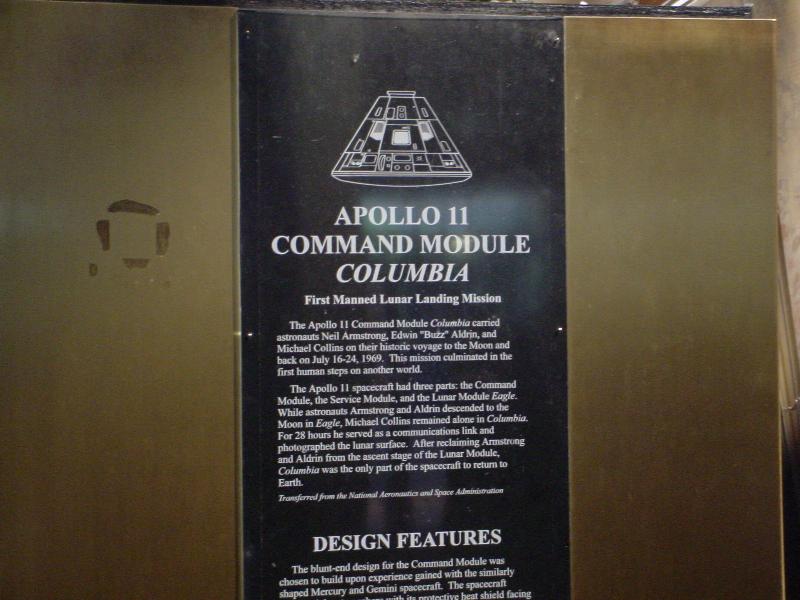 APOLLO 11
COMMAND MODULE
COLUMBIA
First Manned Lunar Landing Mission
The Apollo 11 Command Module Columbia carried
astronauts Neil Armstrong, Edwin "Buzz" Aldrin, and
Michael Collins on their historic voyage to the Moon and
back on July 16-24, 1969. This mission culminated in the
first human steps on another world.
The Apollo 11 spacecraft had three parts: the Command
Module, the Service Module, and the Lunar Module Eagle.
While astronauts Armstrong and Aldrin descended to the
Moon in Eagle, Michael Collins remained alone in Columbia.
For 28 hours he served as a communications link and
photographed the lunar surface. After reclaiming Armstrong
and Aldrin from the ascent stage of the Lunar Module,
Columbia was the only part of the spacecraft to return to
Earth.
Transferred from the National Aeronautics and Space Administration
DESIGN FEATURES
The blunt-end design for the Command Module was
chosen to build upon experience gained with the similarly
shaped Mercury and Gemini spacecraft. The spacecraft
with its protective heat shield facing